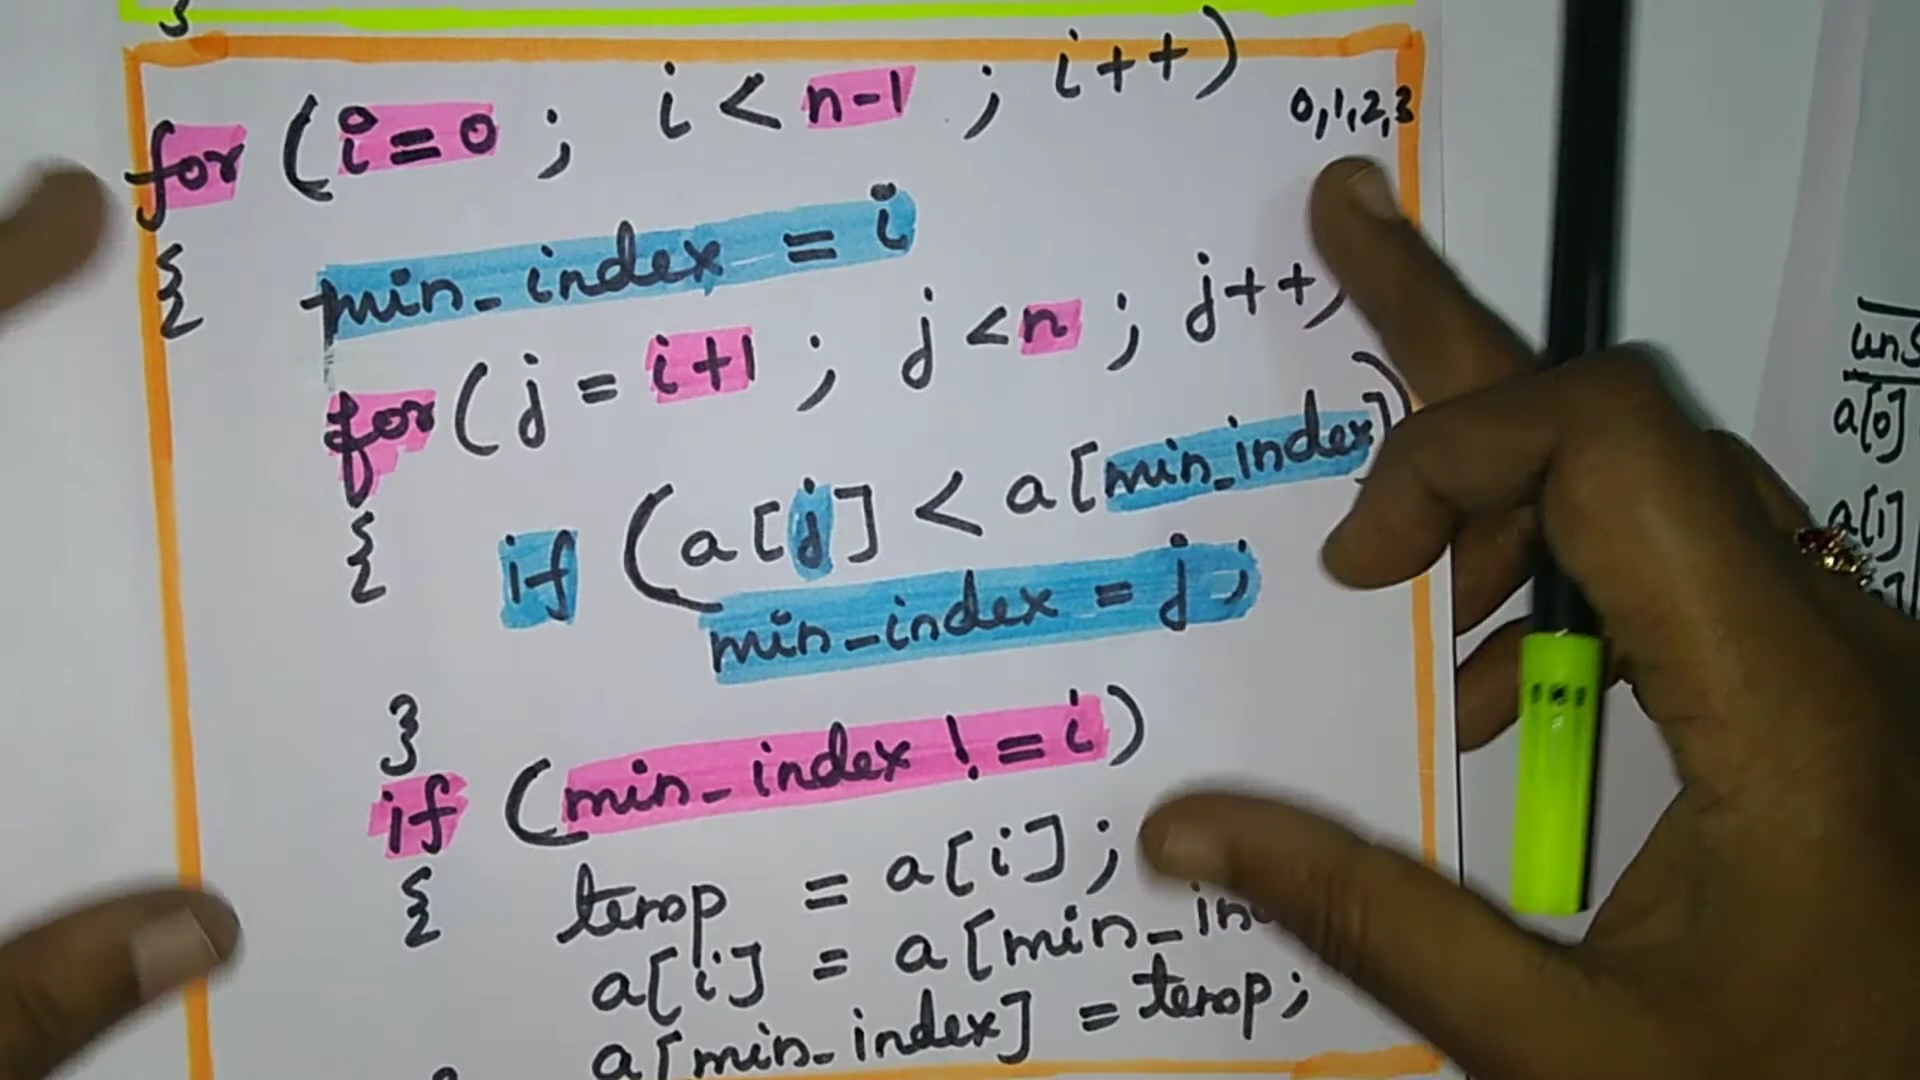 }
for (i=0 ; i < n-1 ; i++)
0,1,2,3
{ min_index = i
for (j = i+1 ; j < n ; j++)
{ if (a[j] < a[min_index])
min_index = j ;
}
if (min_index != i)
{ temp = a[i] ;
a[i] = a[min_in
a[min_index] = temp ;
uns
a[0]
a[1]